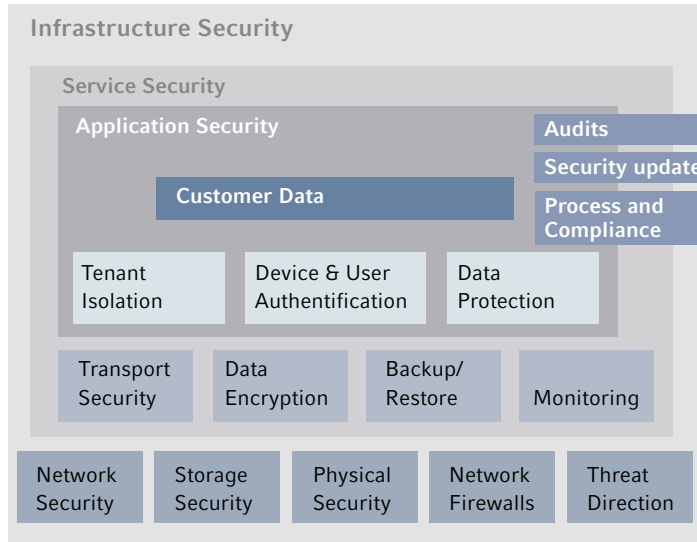 Infrastructure Security
Service Security
Application Security
Audits
Security update
Customer Data
Process and
Compliance
Tenant
Isolation
Device & User
Authentification
Data
Protection
Transport
Security
Data
Encryption
Backup/
Restore
Monitoring
Network
Security
Storage
Security
Physical
Security
Network
Firewalls
Threat
Direction